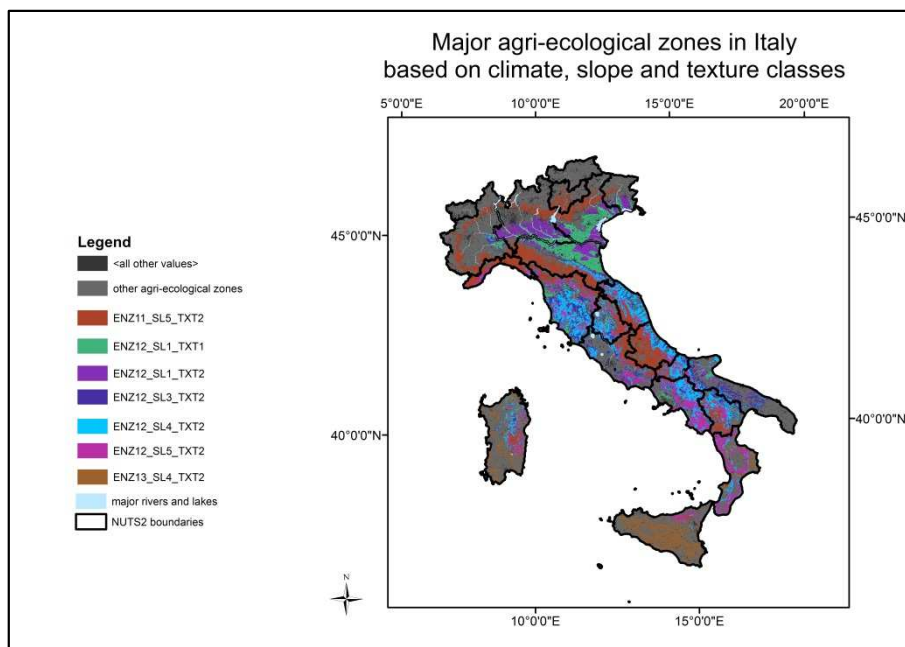 Major agri-ecological zones in Italy
based on climate, slope and texture classes
5°0'0"E 10°0'0"E 15°0'0"E 20°0'0"E
45°0'0"N 45°0'0"N
Legend
<all other values>
other agri-ecological zones
ENZ11_SL5_TXT2
ENZ12_SL1_TXT1
ENZ12_SL1_TXT2
ENZ12_SL3_TXT2
ENZ12_SL4_TXT2
ENZ12_SL5_TXT2
ENZ13_SL4_TXT2
major rivers and lakes
NUTS2 boundaries
40°0'0"N 40°0'0"N
N
10°0'0"E 15°0'0"E